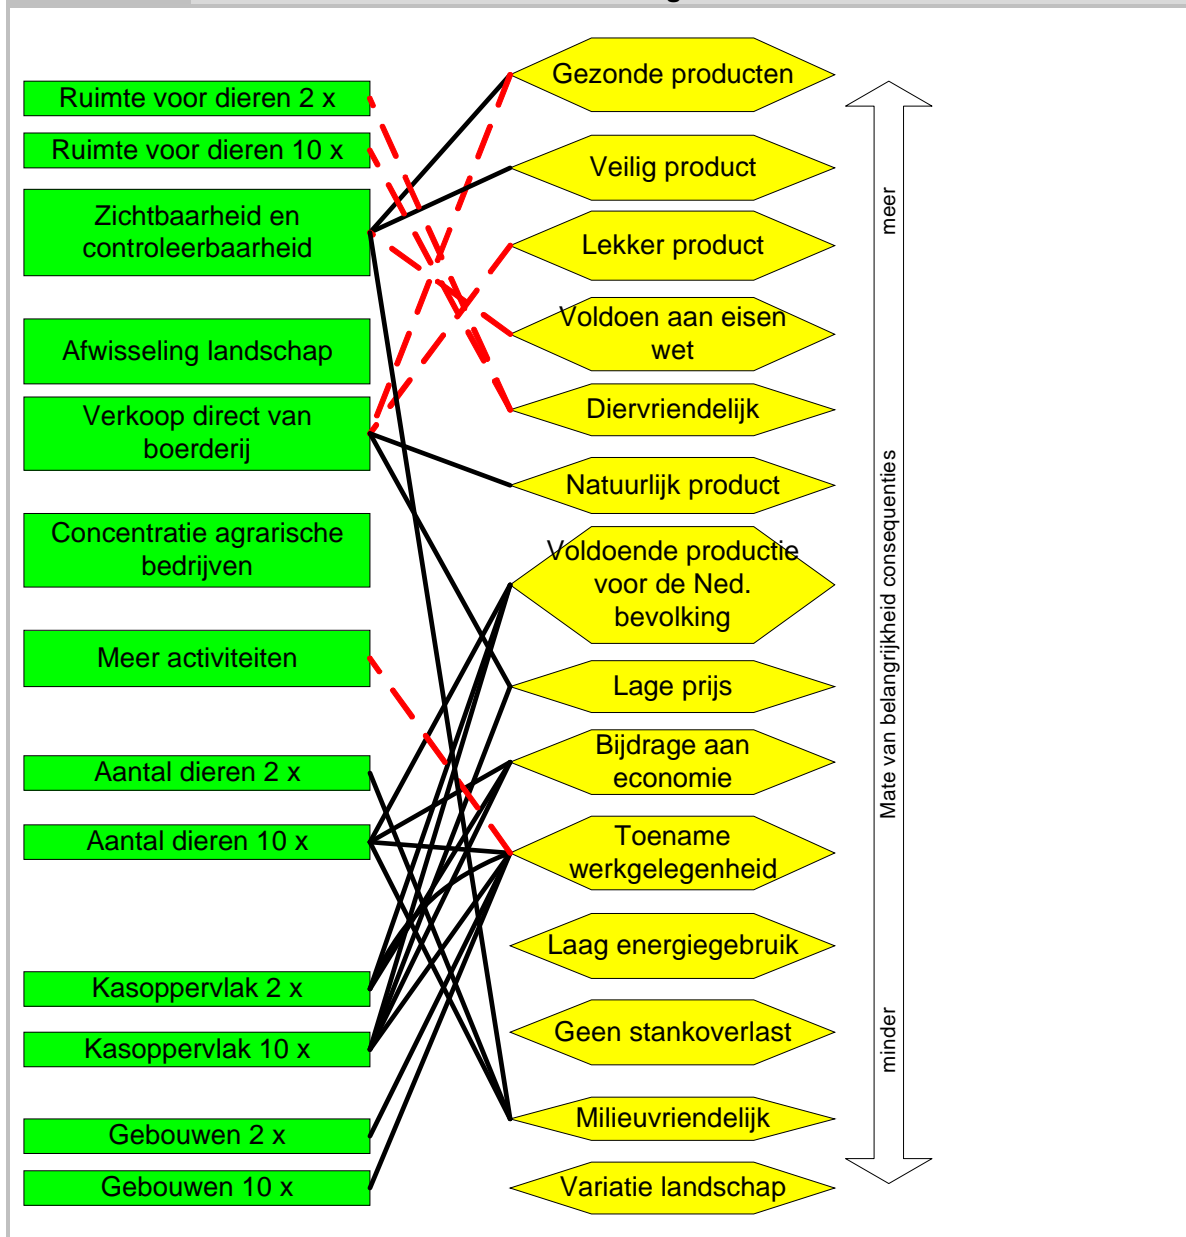 Ruimte voor dieren 2 x
Ruimte voor dieren 10 x
Zichtbaarheid en
controleerbaarheid
Afwisseling landschap
Verkoop direct van
boerderij
Concentratie agrarische
bedrijven
Meer activiteiten
Aantal dieren 2 x
Aantal dieren 10 x
Kasoppervlak 2 x
Kasoppervlak 10 x
Gebouwen 2 x
Gebouwen 10 x
Gezonde producten
Veilig product
Lekker product
Voldoen aan eisen
wet
Diervriendelijk
Natuurlijk product
Voldoende productie
voor de Ned.
bevolking
Lage prijs
Bijdrage aan
economie
Toename
werkgelegenheid
Laag energiegebruik
Geen stankoverlast
Milieuvriendelijk
Variatie landschap
meer
Mate van belangrijkheid consequenties
minder